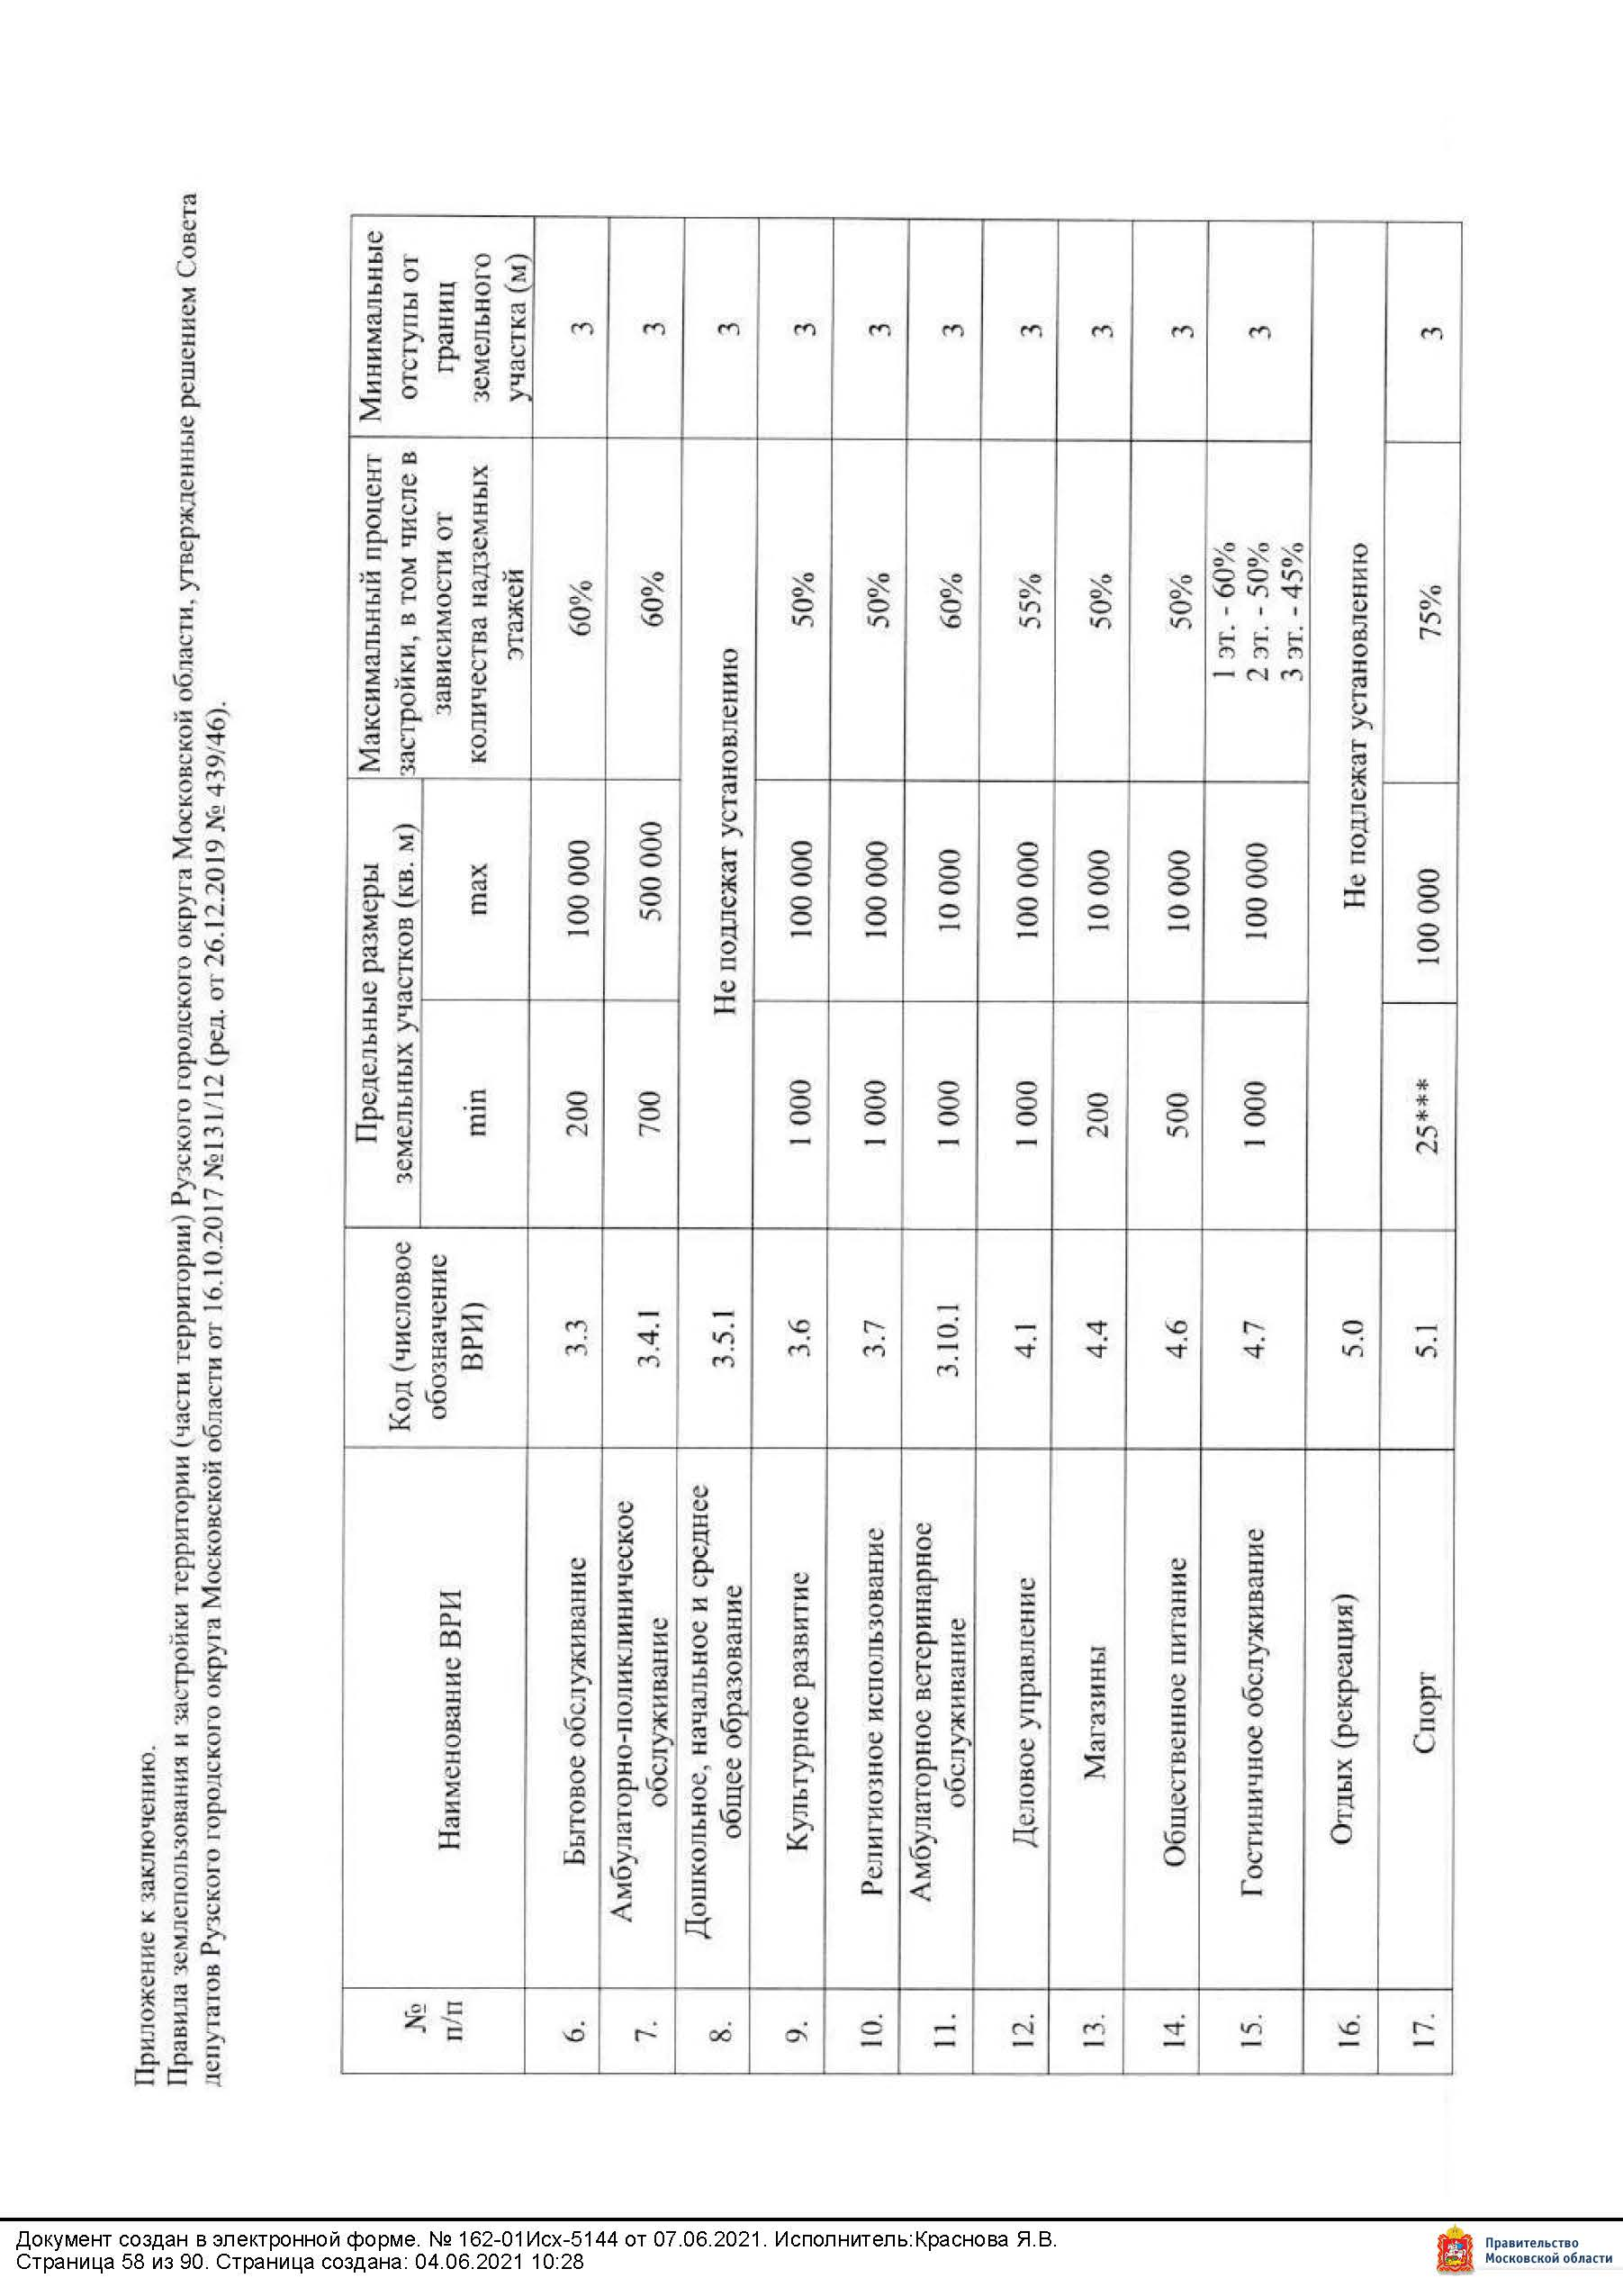 Приложение к заключению.
Правила землепользования и застройки территории (части территории) Рузского городского округа Московской области, утвержденные решением Совета
депутатов Рузского городского округа Московской области от 16.10.2017 №131/12 (ред. от 26.12.2019 № 439/46).
№
п/п
Наименование ВРИ
Код (числовое
обозначение
ВРИ)
Предельные размеры
земельных участков (кв. м)
min
max
Максимальный процент
застройки, в том числе в
зависимости от
количества надземных
этажей
Минимальные
отступы от
границ
земельного
участка (м)
6. Бытовое обслуживание 3.3 200 100 000 60% 3
7. Амбулаторно-поликлиническое
обслуживание 3.4.1 700 500 000 60% 3
8. Дошкольное, начальное и среднее
общее образование 3.5.1 Не подлежат установлению 3
9. Культурное развитие 3.6 1 000 100 000 50% 3
10. Религиозное использование 3.7 1 000 100 000 50% 3
11. Амбулаторное ветеринарное
обслуживание 3.10.1 1 000 10 000 60% 3
12. Деловое управление 4.1 1 000 100 000 55% 3
13. Магазины 4.4 200 10 000 50% 3
14. Общественное питание 4.6 500 10 000 50% 3
15. Гостиничное обслуживание 4.7 1 000 100 000 1 эт. - 60%
2 эт. - 50%
3 эт. - 45%
3
16. Отдых (рекреация) 5.0 Не подлежат установлению
17. Спорт 5.1 25*** 100 000 75% 3
Документ создан в электронной форме. № 162-01Исх-5144 от 07.06.2021. Исполнитель:Краснова Я.В.
Страница 58 из 90. Страница создана: 04.06.2021 10:28
Правительство
Московской области